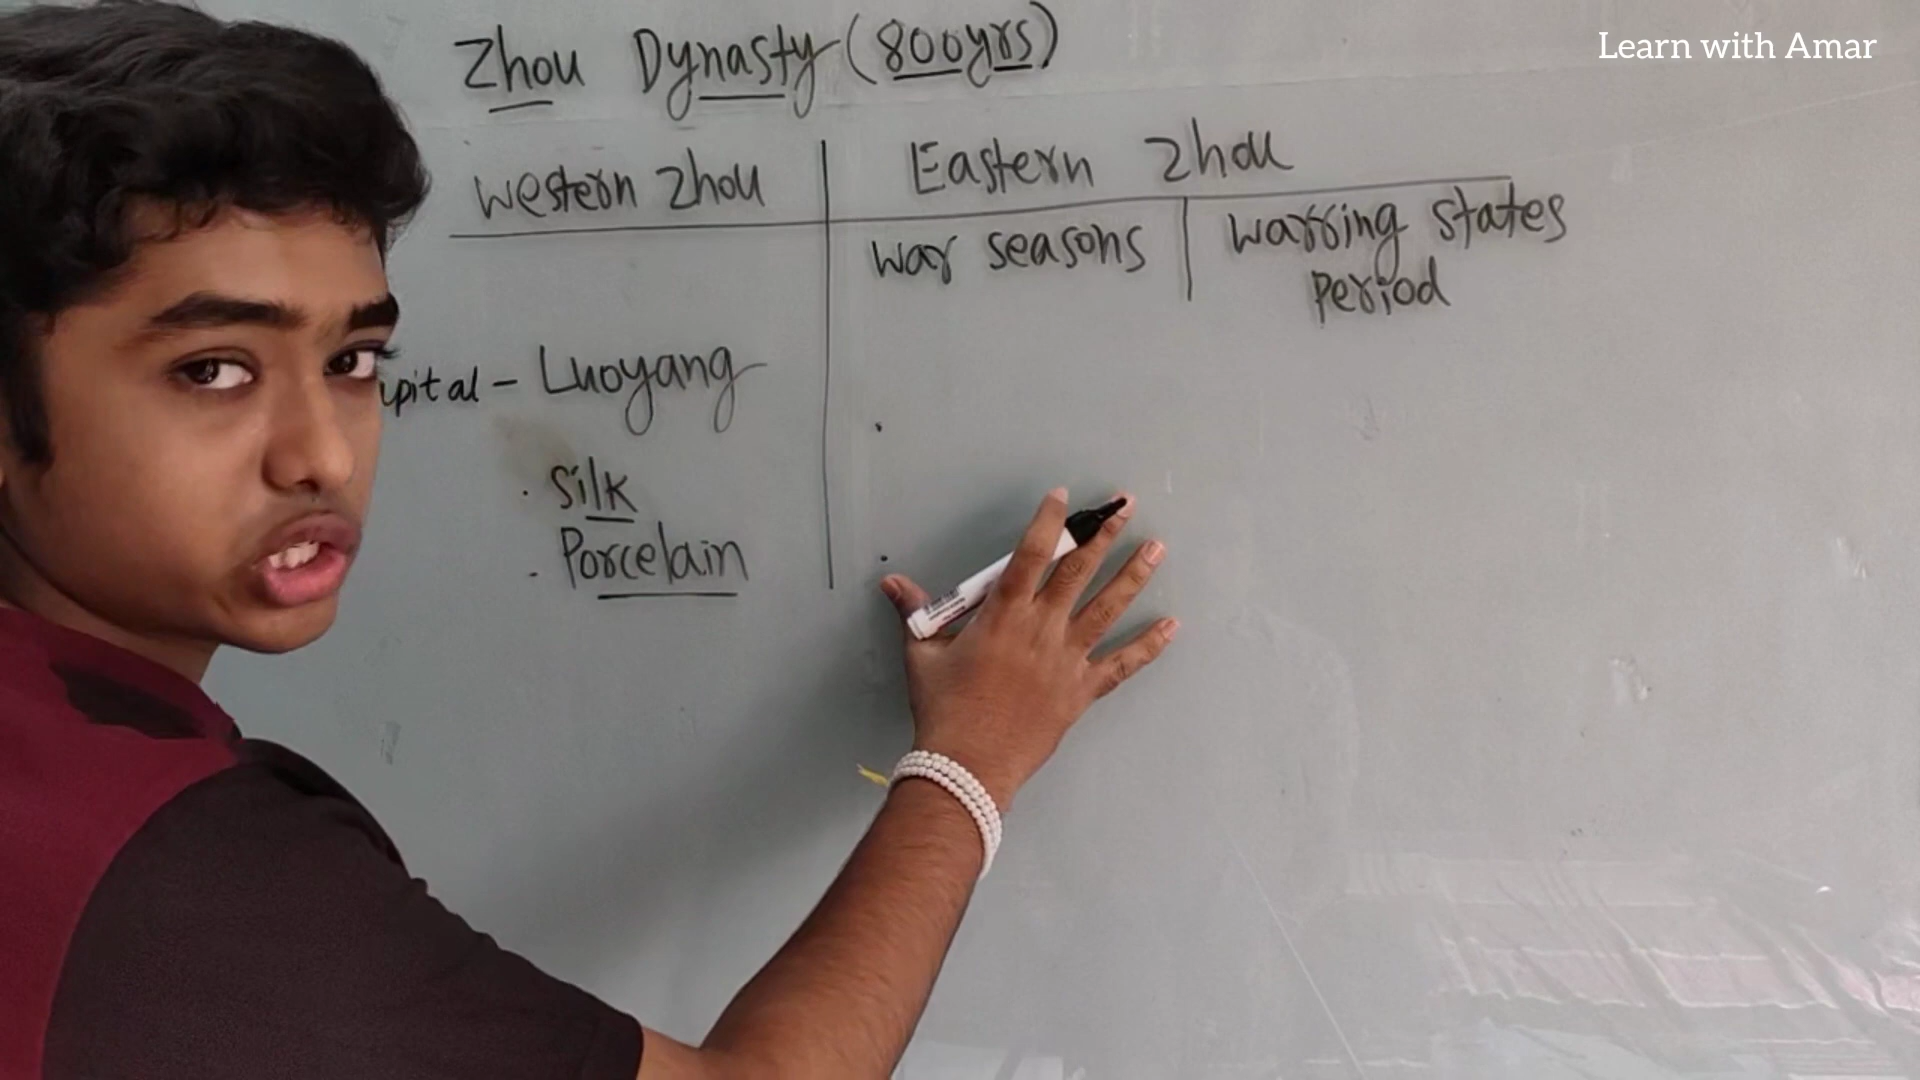 Learn with Amar
Zhou Dynasty (800yrs)
Western Zhou
Eastern Zhou
War seasons
Warring states
Period
pital - Luoyang
. Silk
. Porcelain